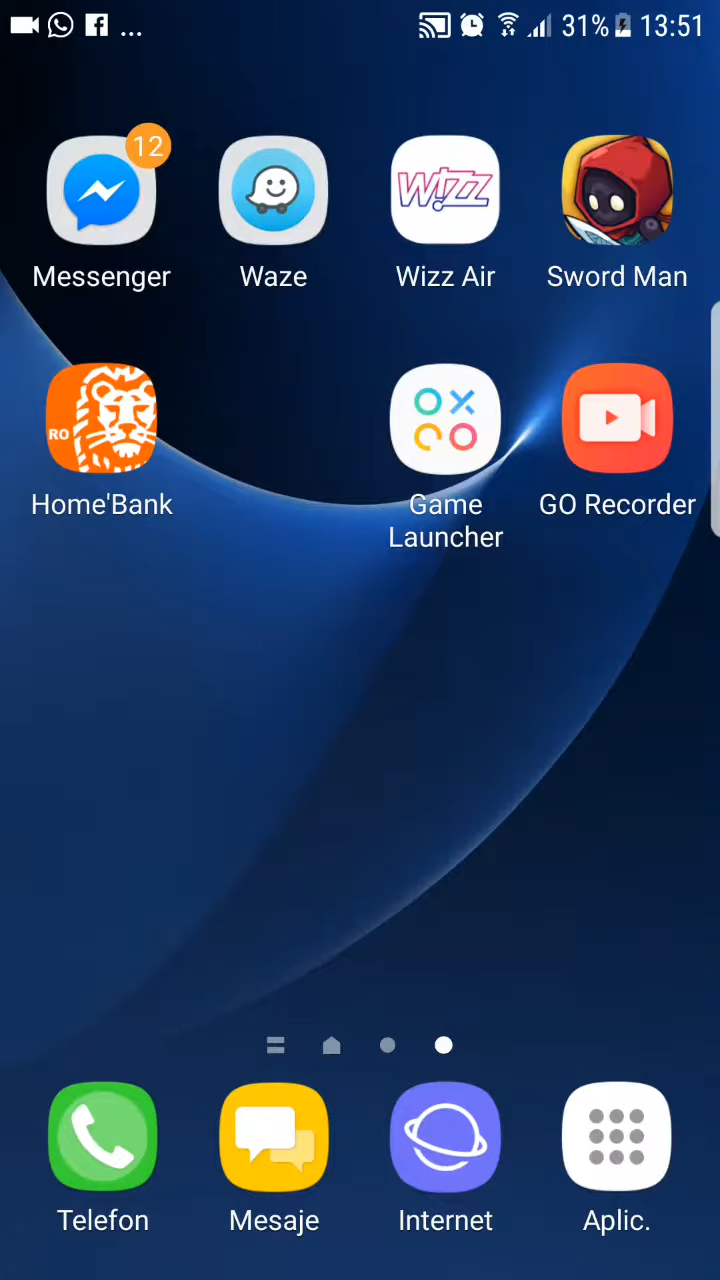 ... 31% 13:51
12
Messenger Waze Wizz Air Sword Man
WIZZ
RO
Home'Bank Game Launcher GO Recorder
Telefon Mesaje Internet Aplic.